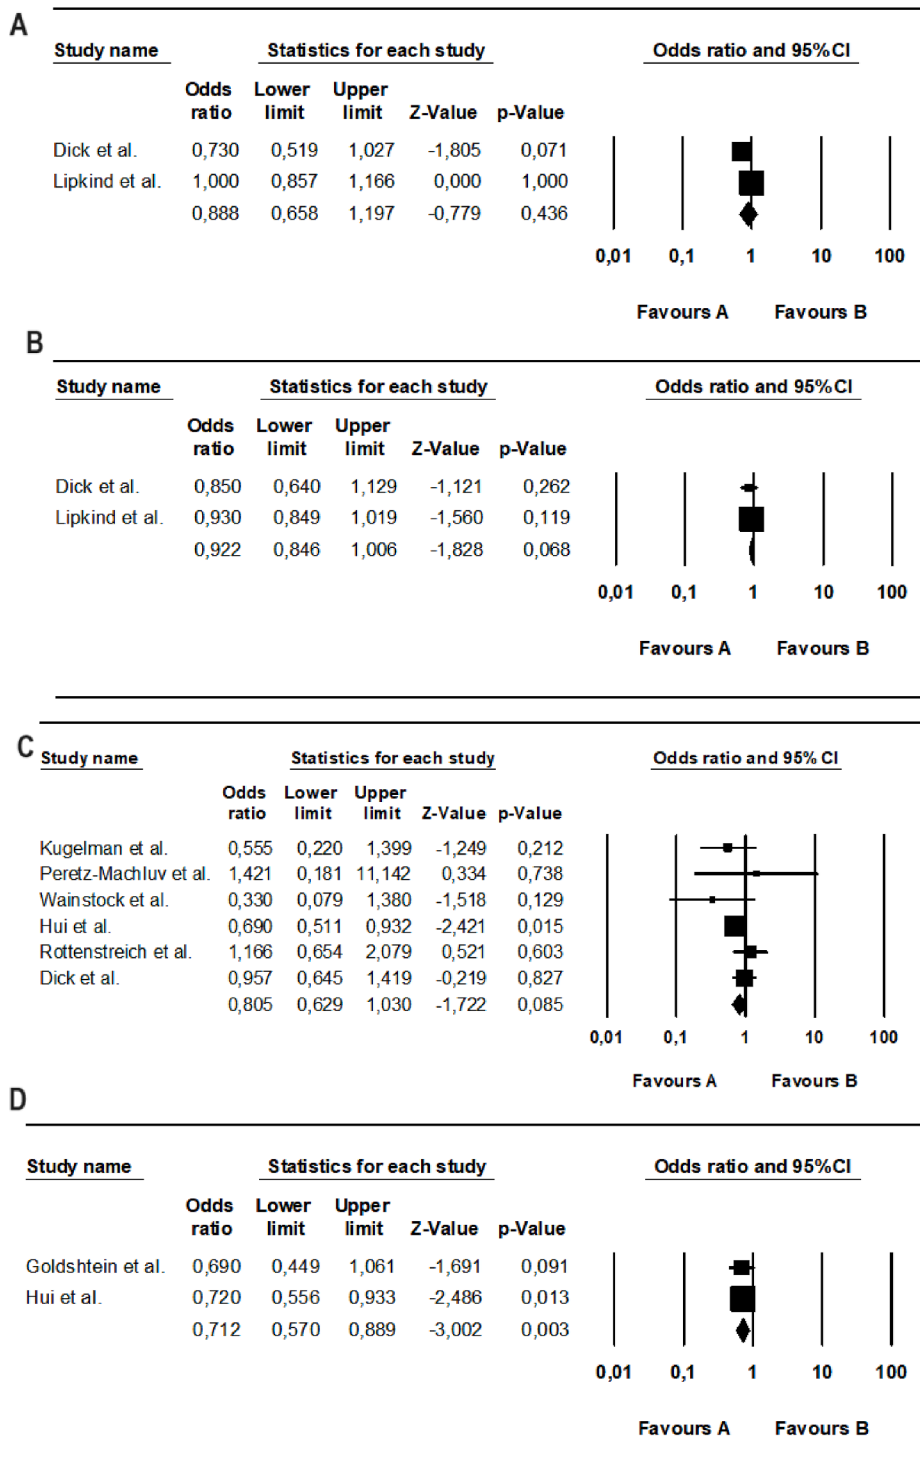 A
Study name Statistics for each study Odds ratio and 95%CI
Odds Lower Upper
ratio limit limit Z-Value p-Value
Dick et al. 0,730 0,519 1,027 -1,805 0,071
Lipkind et al. 1,000 0,857 1,166 0,000 1,000
0,888 0,658 1,197 -0,779 0,436
0,01 0,1 1 10 100
Favours A Favours B
B
Study name Statistics for each study Odds ratio and 95%CI
Odds Lower Upper
ratio limit limit Z-Value p-Value
Dick et al. 0,850 0,640 1,129 -1,121 0,262
Lipkind et al. 0,930 0,849 1,019 -1,560 0,119
0,922 0,846 1,006 -1,828 0,068
0,01 0,1 1 10 100
Favours A Favours B
C
Study name Statistics for each study Odds ratio and 95% CI
Odds Lower Upper
ratio limit limit Z-Value p-Value
Kugelman et al. 0,555 0,220 1,399 -1,249 0,212
Peretz-Machluv et al. 1,421 0,181 11,142 0,334 0,738
Wainstock et al. 0,330 0,079 1,380 -1,518 0,129
Hui et al. 0,690 0,511 0,932 -2,421 0,015
Rottenstreich et al. 1,166 0,654 2,079 0,521 0,603
Dick et al. 0,957 0,645 1,419 -0,219 0,827
0,805 0,629 1,030 -1,722 0,085
0,01 0,1 1 10 100
Favours A Favours B
D
Study name Statistics for each study Odds ratio and 95%CI
Odds Lower Upper
ratio limit limit Z-Value p-Value
Goldshtein et al. 0,690 0,449 1,061 -1,691 0,091
Hui et al. 0,720 0,556 0,933 -2,486 0,013
0,712 0,570 0,889 -3,002 0,003
0,01 0,1 1 10 100
Favours A Favours B